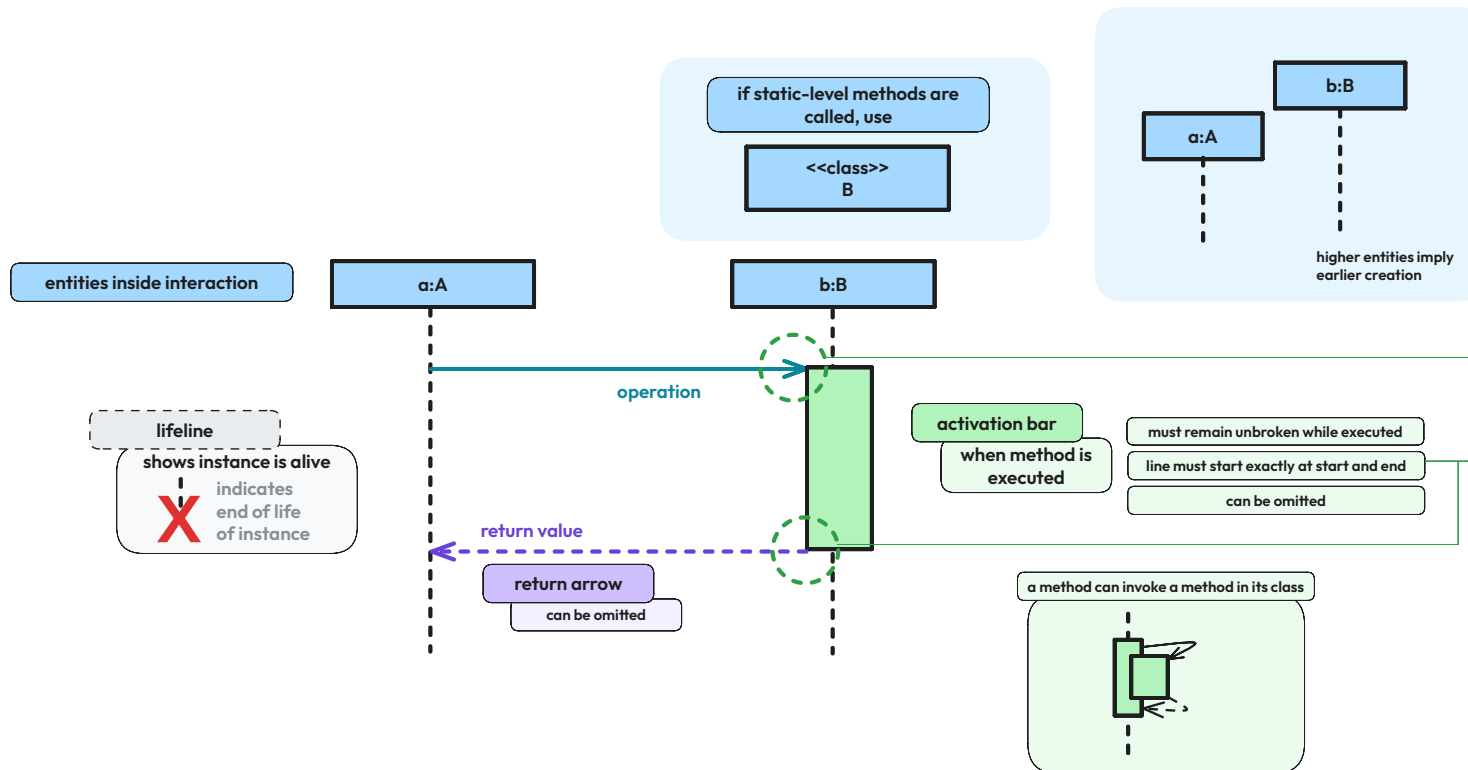 if static-level methods are
called, use
<<class>>
B
b:B
a:A
higher entities imply
earlier creation
entities inside interaction
a:A
b:B
operation
lifeline
shows instance is alive
X
indicates
end of life
of instance
activation bar
when method is
executed
must remain unbroken while executed
line must start exactly at start and end
can be omitted
return value
return arrow
can be omitted
a method can invoke a method in its class